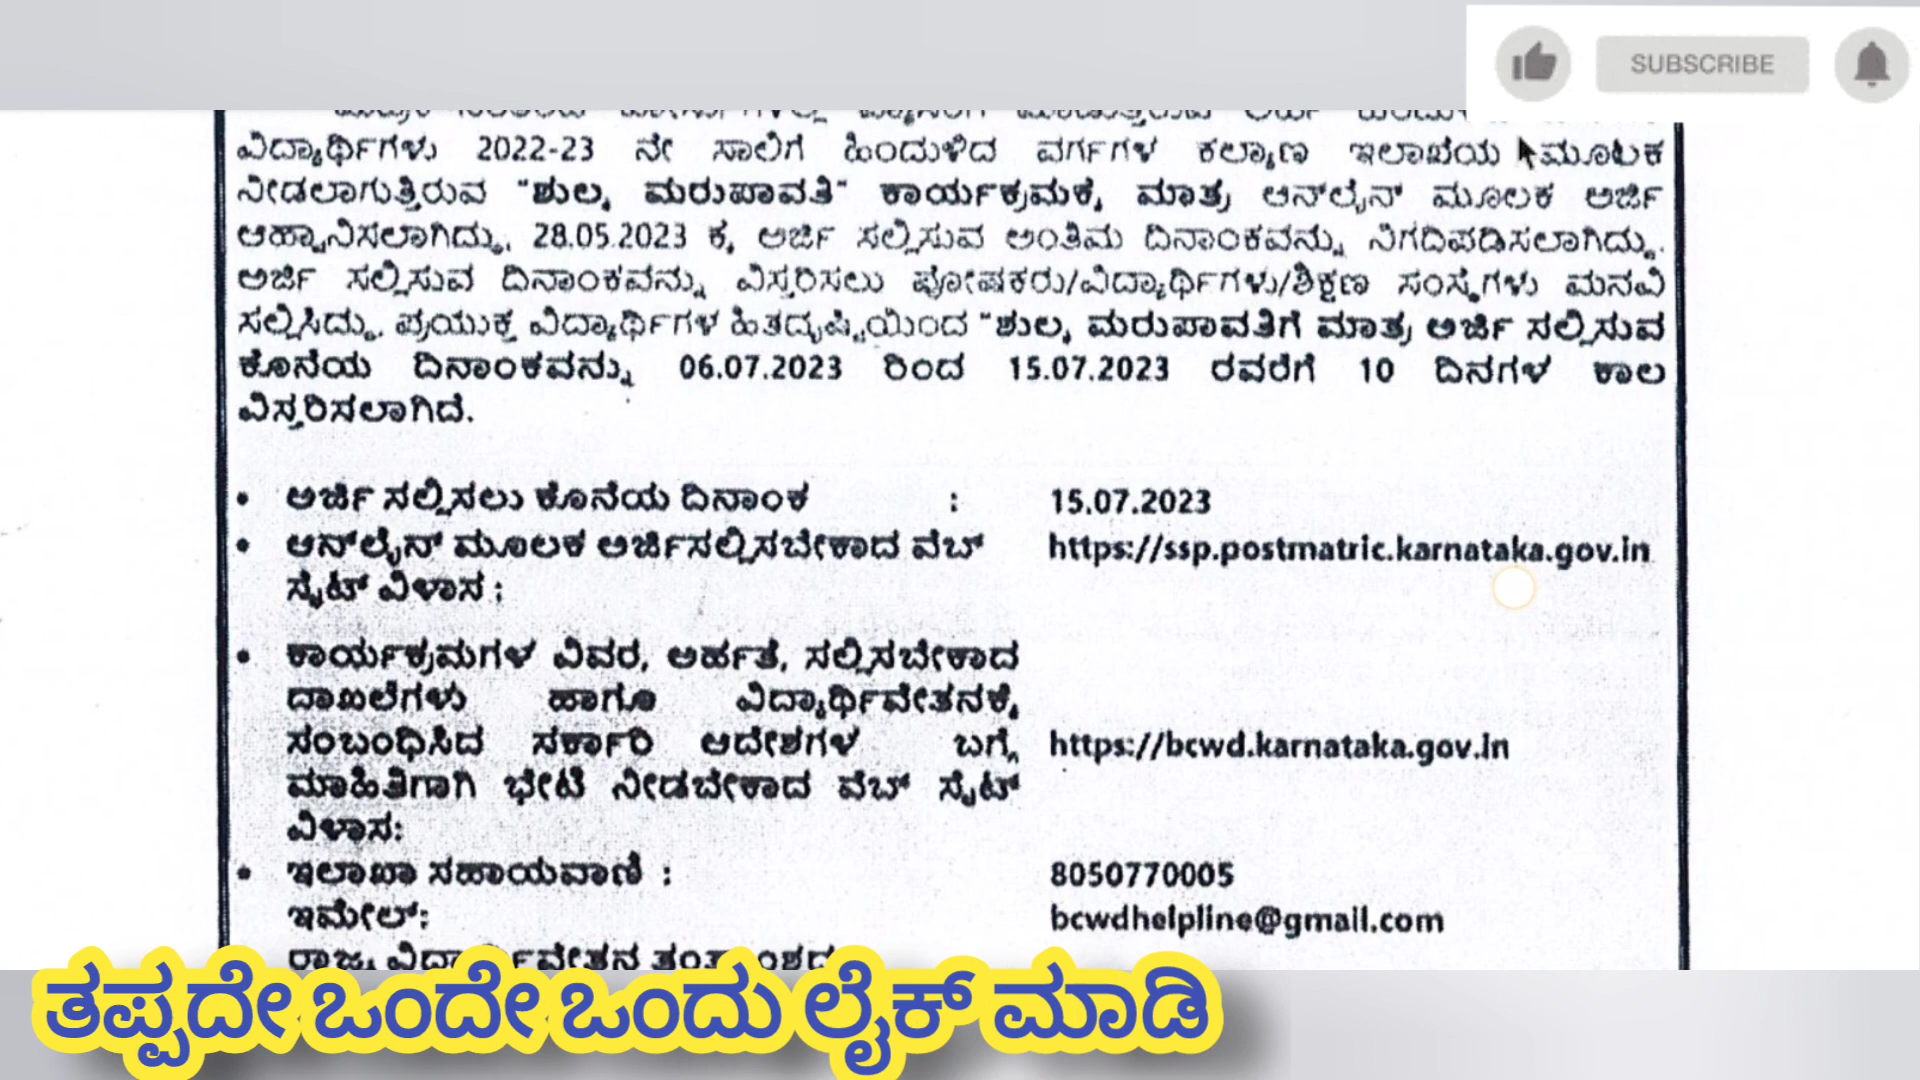 SUBSCRIBE
ವಿದ್ಯಾರ್ಥಿಗಳು 2022-23 ನೇ ಸಾಲಿಗೆ ಹಿಂದುಳಿದ ವರ್ಗಗಳ ಕಲ್ಯಾಣ ಇಲಾಖೆಯ ಮೂಲಕ
ನೀಡಲಾಗುತ್ತಿರುವ "ಶುಲ್ಕ ಮರುಪಾವತಿ" ಕಾರ್ಯಕ್ರಮಕ್ಕೆ ಮಾತ್ರ ಆನ್‌ಲೈನ್ ಮೂಲಕ ಅರ್ಜಿ
ಆಹ್ವಾನಿಸಲಾಗಿದ್ದು, 28.05.2023 ಕ್ಕೆ ಅರ್ಜಿ ಸಲ್ಲಿಸುವ ಅಂತಿಮ ದಿನಾಂಕವನ್ನು ನಿಗದಿಪಡಿಸಲಾಗಿದ್ದು.
ಅರ್ಜಿ ಸಲ್ಲಿಸುವ ದಿನಾಂಕವನ್ನು ವಿಸ್ತರಿಸಲು ಪೋಷಕರು/ವಿದ್ಯಾರ್ಥಿಗಳು/ಶಿಕ್ಷಣ ಸಂಸ್ಥೆಗಳು ಮನವಿ
ಸಲ್ಲಿಸಿದ್ದು. ಪ್ರಯುಕ್ತ ವಿದ್ಯಾರ್ಥಿಗಳ ಹಿತದೃಷ್ಟಿಯಿಂದ "ಶುಲ್ಕ ಮರುಪಾವತಿಗೆ ಮಾತ್ರ ಅರ್ಜಿ ಸಲ್ಲಿಸುವ
ಕೊನೆಯ ದಿನಾಂಕವನ್ನು 06.07.2023 ರಿಂದ 15.07.2023 ರವರೆಗೆ 10 ದಿನಗಳ ಕಾಲ
ವಿಸ್ತರಿಸಲಾಗಿದೆ.
• ಅರ್ಜಿ ಸಲ್ಲಿಸಲು ಕೊನೆಯ ದಿನಾಂಕ : 15.07.2023
• ಆನ್‌ಲೈನ್ ಮೂಲಕ ಅರ್ಜಿಸಲ್ಲಿಸಬೇಕಾದ ವೆಬ್ https://ssp.postmatric.karnataka.gov.in
ಸೈಟ್ ವಿಳಾಸ :
• ಕಾರ್ಯಕ್ರಮಗಳ ವಿವರ, ಅರ್ಹತೆ, ಸಲ್ಲಿಸಬೇಕಾದ
ದಾಖಲೆಗಳು ಹಾಗೂ ವಿದ್ಯಾರ್ಥಿವೇತನಕ್ಕೆ
ಸಂಬಂಧಿಸಿದ ಸರ್ಕಾರಿ ಆದೇಶಗಳ ಬಗ್ಗೆ https://bcwd.karnataka.gov.in
ಮಾಹಿತಿಗಾಗಿ ಭೇಟಿ ನೀಡಬೇಕಾದ ವೆಬ್ ಸೈಟ್
ವಿಳಾಸ:
• ಇಲಾಖಾ ಸಹಾಯವಾಣಿ : 8050770005
ಇಮೇಲ್: bcwdhelpline@gmail.com
ರಾಜ್ಯ ವಿದ್ಯಾರ್ಥಿವೇತನ ತಂತ್ರಾಂಶದ
ತಪ್ಪದೇ ಒಂದೇ ಒಂದು ಲೈಕ್ ಮಾಡಿ